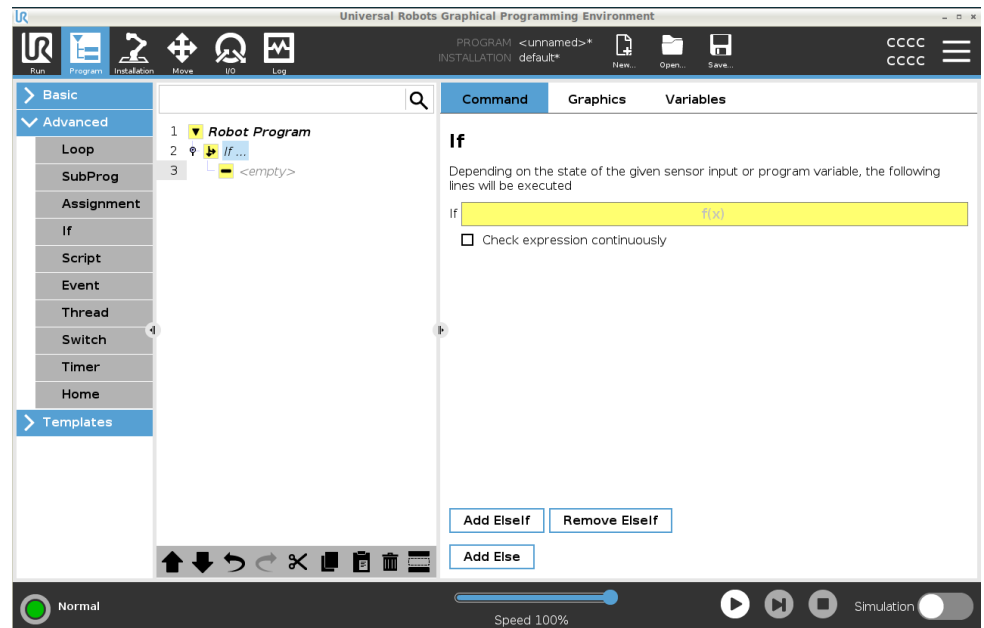 Universal Robots Graphical Programming Environment
PROGRAM <unnamed>*
INSTALLATION default*
Run Program Installation Move I/O Log New... Open... Save...
CCCC
CCCC
Basic
Advanced
Loop
SubProg
Assignment
If
Script
Event
Thread
Switch
Timer
Home
Templates
1 Robot Program
2 If ...
3 <empty>
Command Graphics Variables
If
Depending on the state of the given sensor input or program variable, the following
lines will be executed
If f(x)
Check expression continuously
Add ElseIf Remove ElseIf
Add Else
Normal
Speed 100%
Simulation